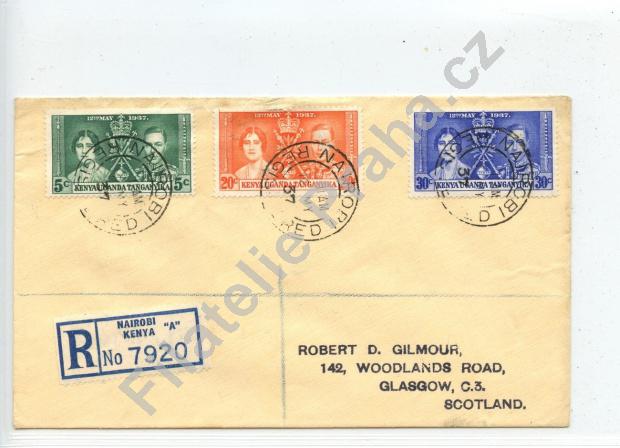 12TH MAY 1937.
5c KENYA UGANDA TANGANYIKA 5c
12TH MAY 1937.
20c KENYA UGANDA TANGANYIKA
12TH MAY 1937.
30c KENYA UGANDA TANGANYIKA 30c
NAIROBI
REGISTERED
NAIROBI
REGISTERED
37
NAIROBI
REGISTERED
R
NAIROBI "A"
KENYA
No 7920
ROBERT D. GILMOUR,
142, WOODLANDS ROAD,
GLASGOW, C.3.
SCOTLAND.
Filatelie Praha.cz